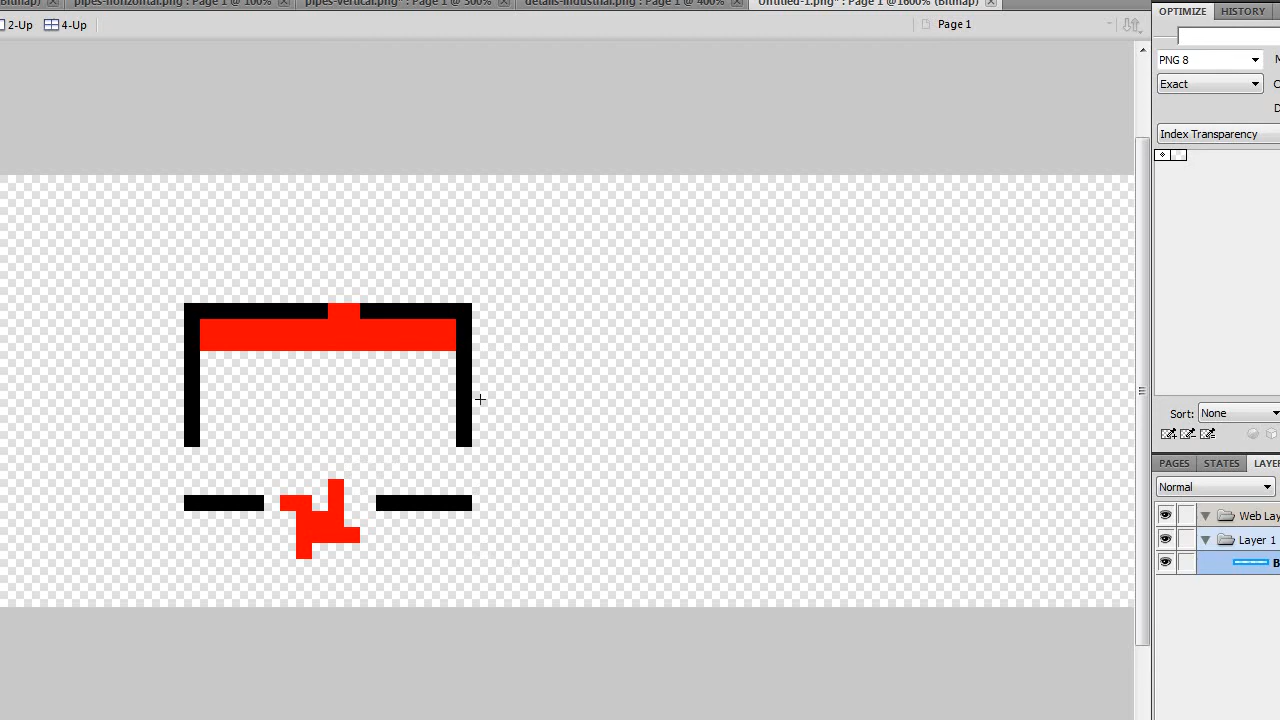 Bitmap) pipes-horizontal.png : Page 1 @ 100% pipes-vertical.png* : Page 1 @ 300% details-industrial.png : Page 1 @ 400% Untitled-1.png* : Page 1 @1600% (Bitmap)
2-Up 4-Up Page 1
OPTIMIZE HISTORY
PNG 8
Exact
Index Transparency
Sort: None
PAGES STATES LAYE
Normal
Web Lay
Layer 1
B